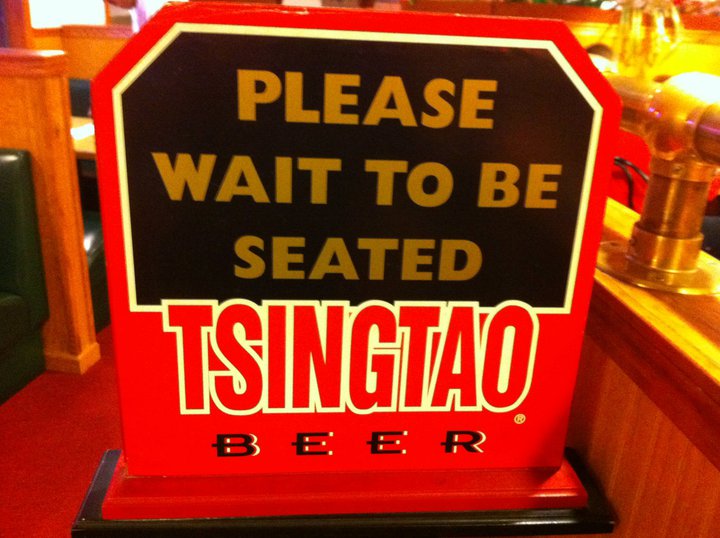 PLEASE
WAIT TO BE
SEATED
TSINGTAO
®
BEER